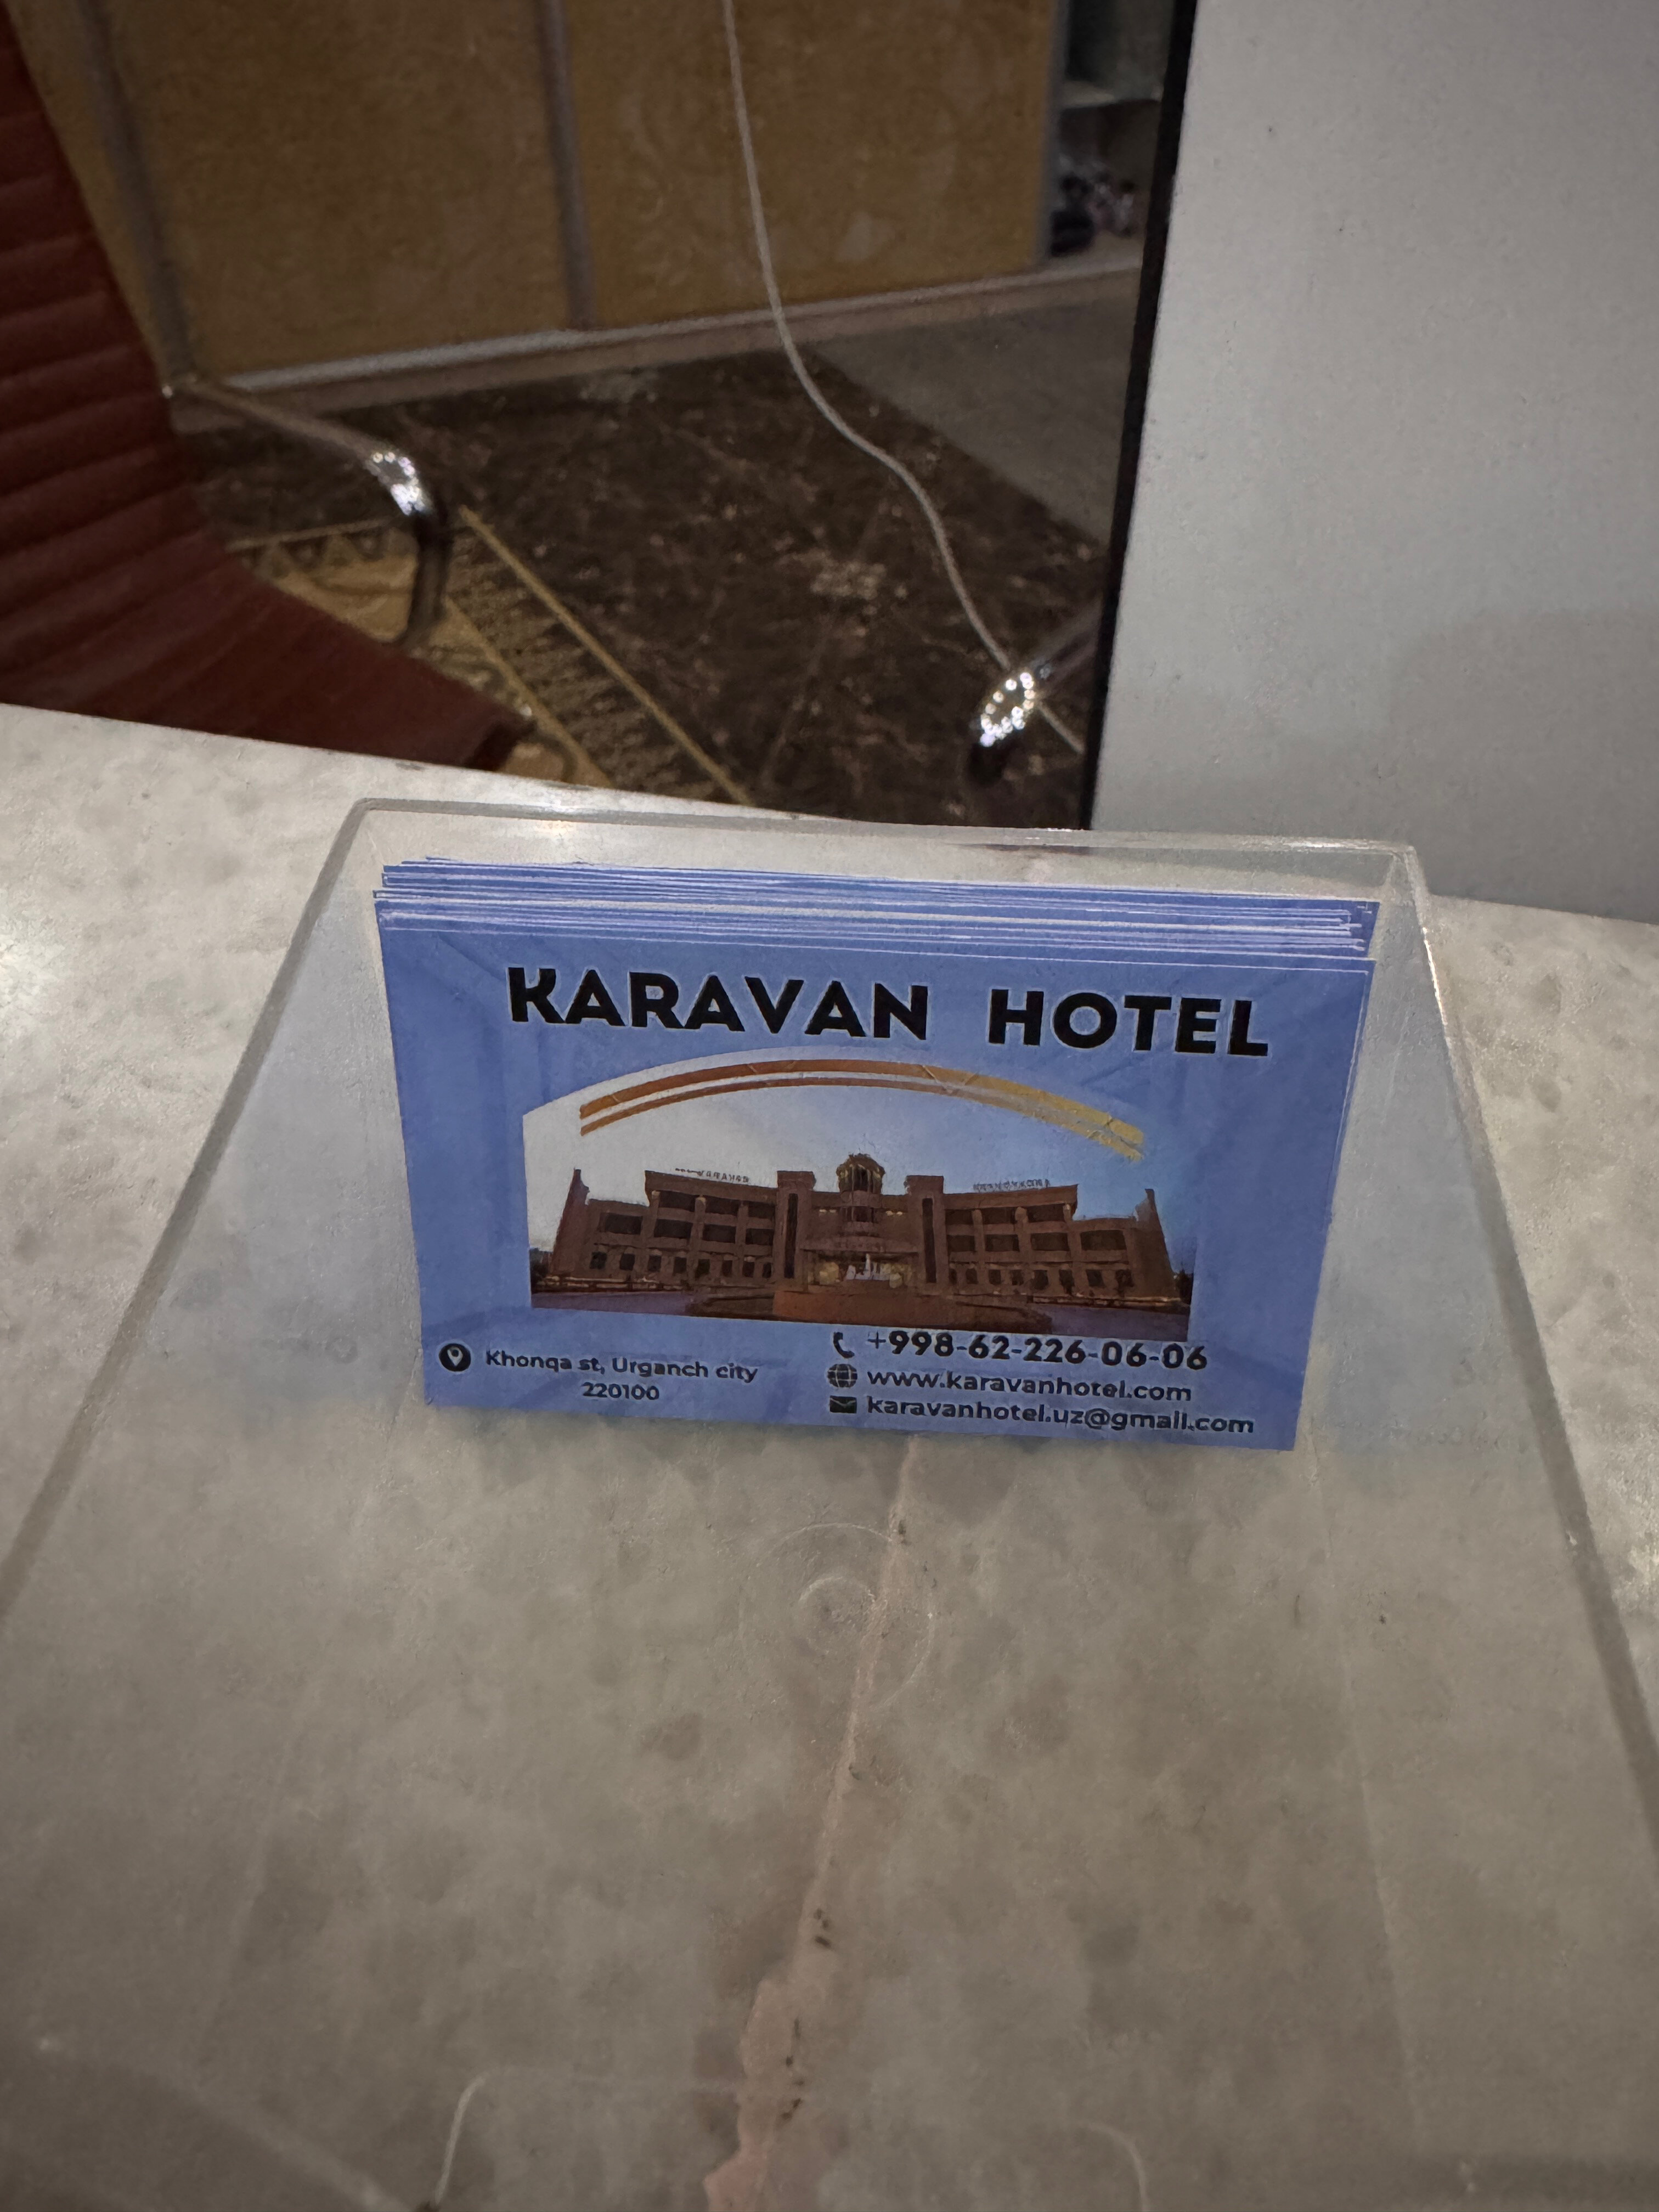 KARAVAN HOTEL
Khonqa st, Urganch city
220100
+998-62-226-06-06
www.karavanhotel.com
karavanhotel.uz@gmail.com